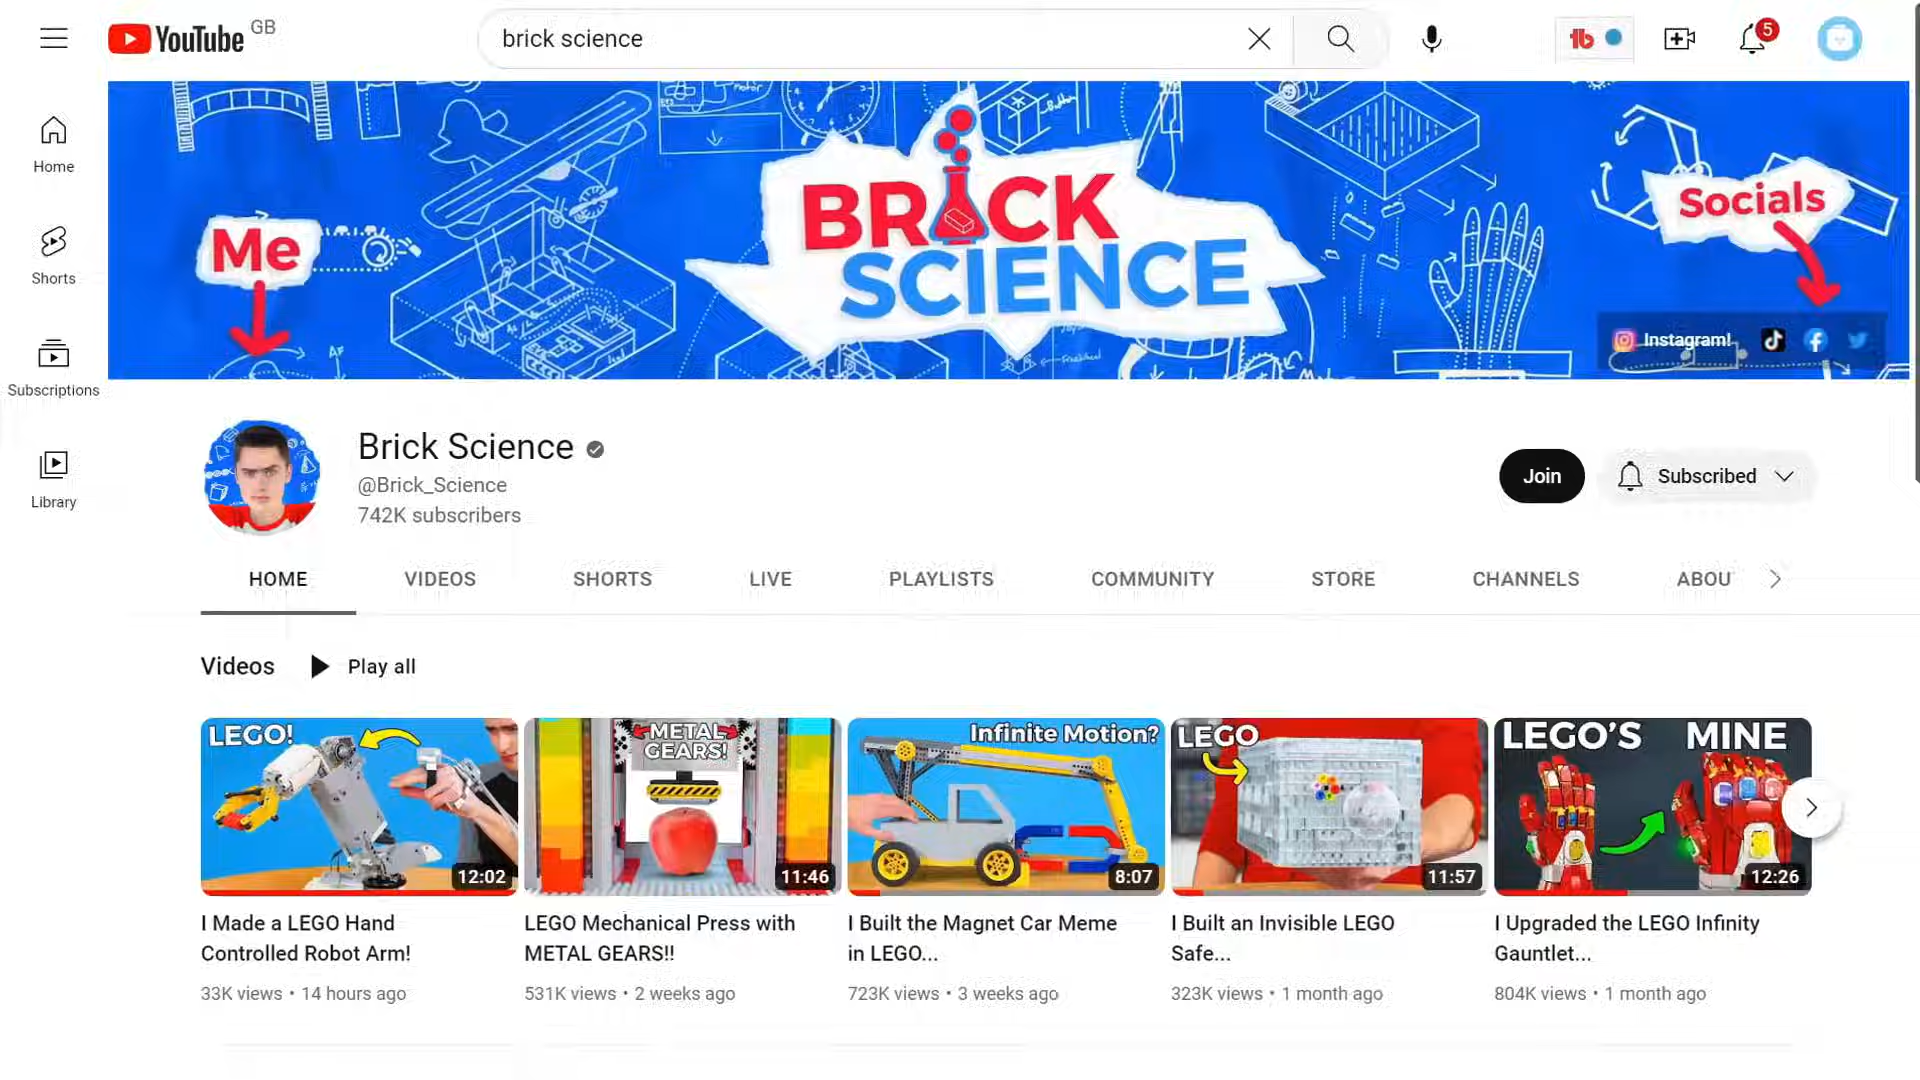 YouTube GB
brick science
5
Home
Shorts
Subscriptions
Library
Me
BRICK
SCIENCE
Socials
Instagram!
Brick Science
@Brick_Science
742K subscribers
Join
Subscribed
HOME VIDEOS SHORTS LIVE PLAYLISTS COMMUNITY STORE CHANNELS ABOU
Videos Play all
LEGO!
12:02
METAL
GEARS!
11:46
Infinite Motion?
8:07
LEGO
11:57
LEGO'S MINE
12:26
I Made a LEGO Hand
Controlled Robot Arm!
33K views • 14 hours ago
LEGO Mechanical Press with
METAL GEARS!!
531K views • 2 weeks ago
I Built the Magnet Car Meme
in LEGO...
723K views • 3 weeks ago
I Built an Invisible LEGO
Safe...
323K views • 1 month ago
I Upgraded the LEGO Infinity
Gauntlet...
804K views • 1 month ago